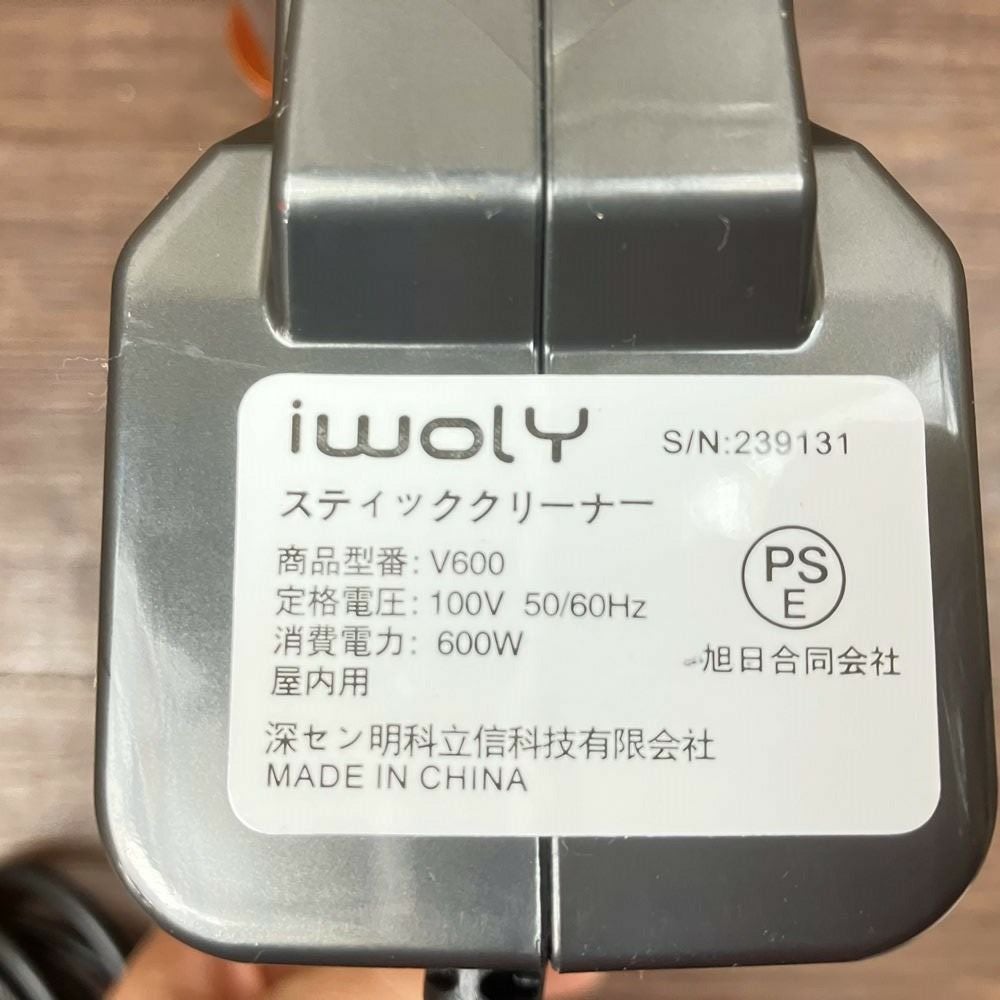 iwoly S/N:239131
スティッククリーナー
商品型番: V600
定格電圧: 100V 50/60Hz
消費電力: 600W
屋内用
PS
E
旭日合同会社
深セン明科立信科技有限会社
MADE IN CHINA